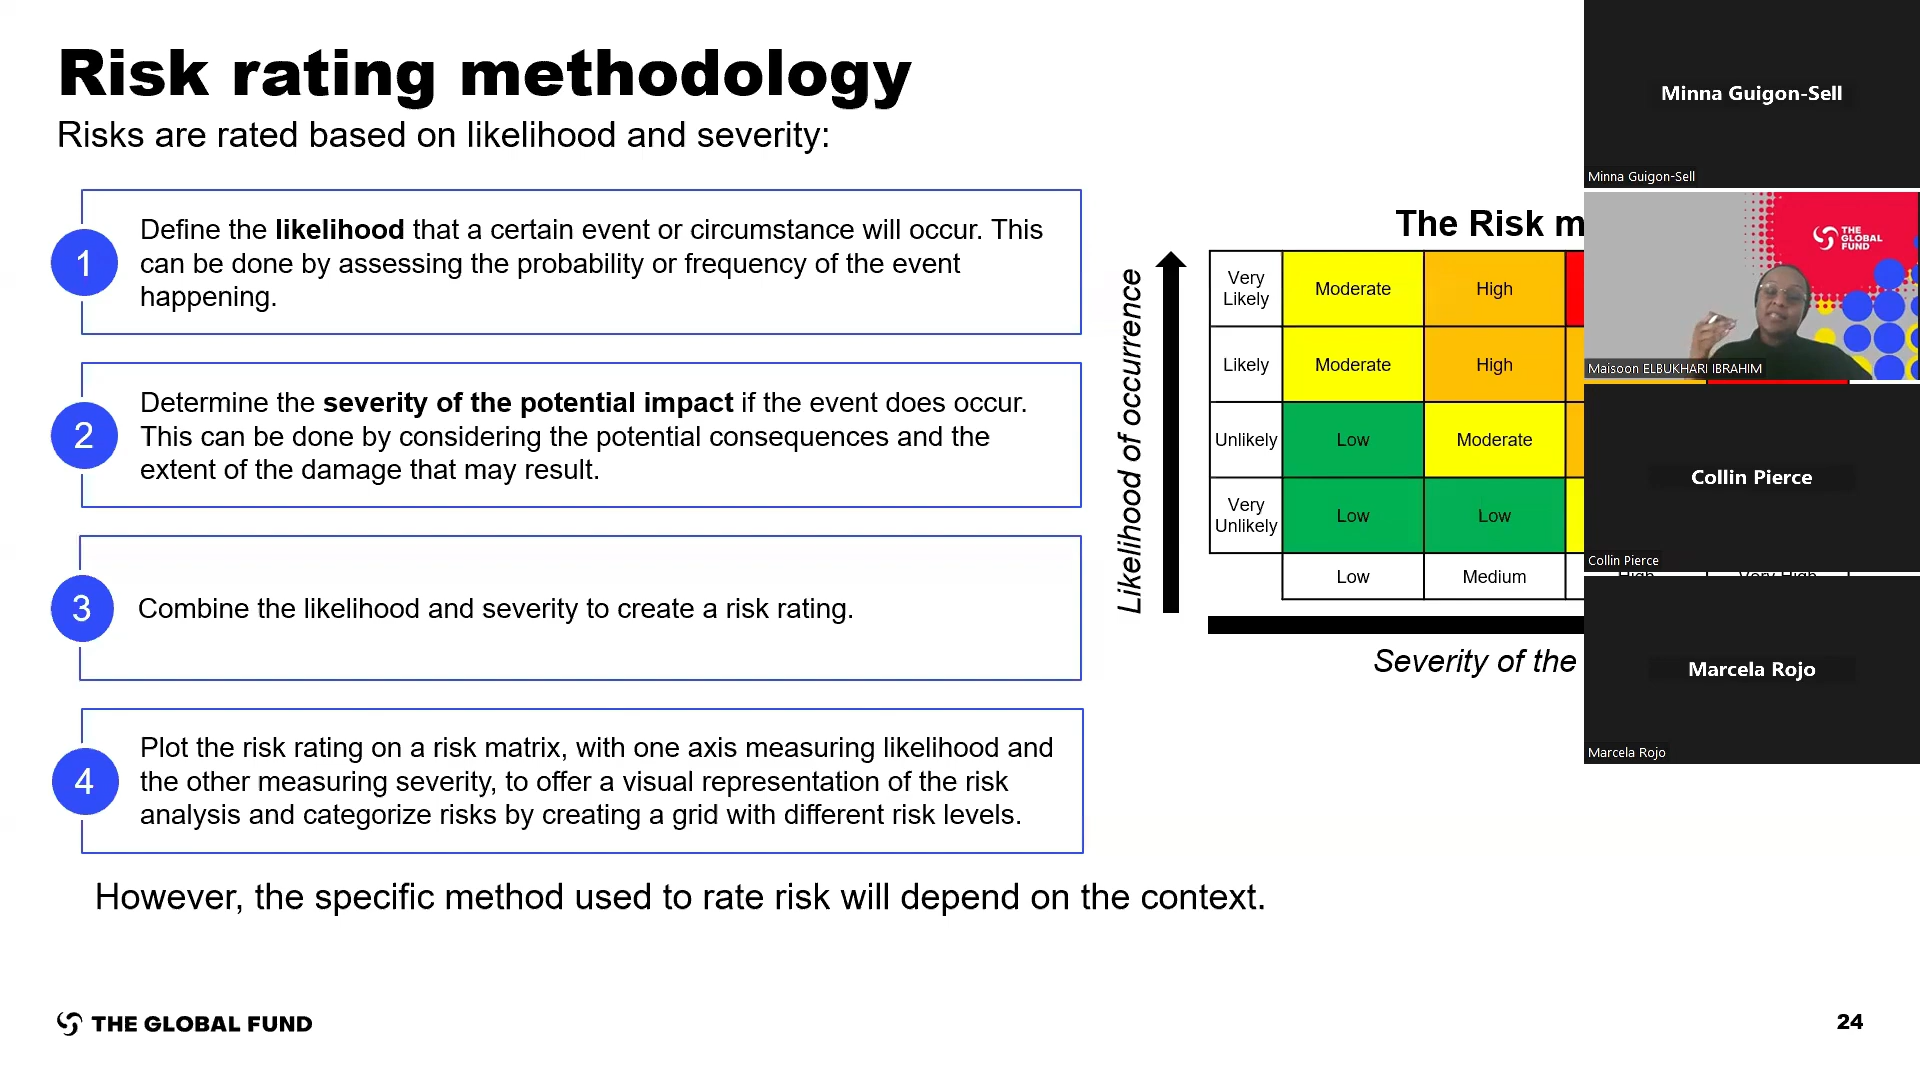 Risk rating methodology
Risks are rated based on likelihood and severity:
1
Define the likelihood that a certain event or circumstance will occur. This
can be done by assessing the probability or frequency of the event
happening.
2
Determine the severity of the potential impact if the event does occur.
This can be done by considering the potential consequences and the
extent of the damage that may result.
3
Combine the likelihood and severity to create a risk rating.
4
Plot the risk rating on a risk matrix, with one axis measuring likelihood and
the other measuring severity, to offer a visual representation of the risk
analysis and categorize risks by creating a grid with different risk levels.
However, the specific method used to rate risk will depend on the context.
The Risk m
Likelihood of occurrence
Very
Likely
Moderate
High
Likely
Moderate
High
Unlikely
Low
Moderate
Very
Unlikely
Low
Low
Low
Medium
High
Very High
Severity of the
Minna Guigon-Sell
Minna Guigon-Sell
THE
GLOBAL
FUND
Maisoon ELBUKHARI IBRAHIM
Collin Pierce
Collin Pierce
Marcela Rojo
Marcela Rojo
THE GLOBAL FUND
24